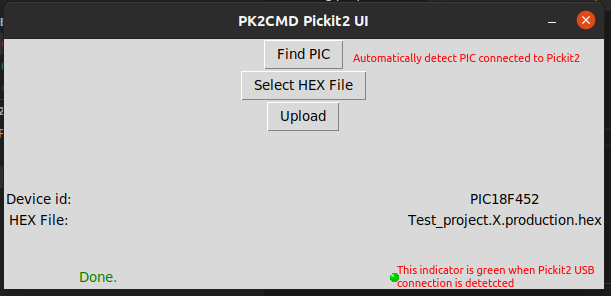 PK2CMD Pickit2 UI
Find PIC
Automatically detect PIC connected to Pickit2
Select HEX File
Upload
Device id:
PIC18F452
HEX File:
Test_project.X.production.hex
Done.
This indicator is green when Pickit2 USB
connection is detetcted